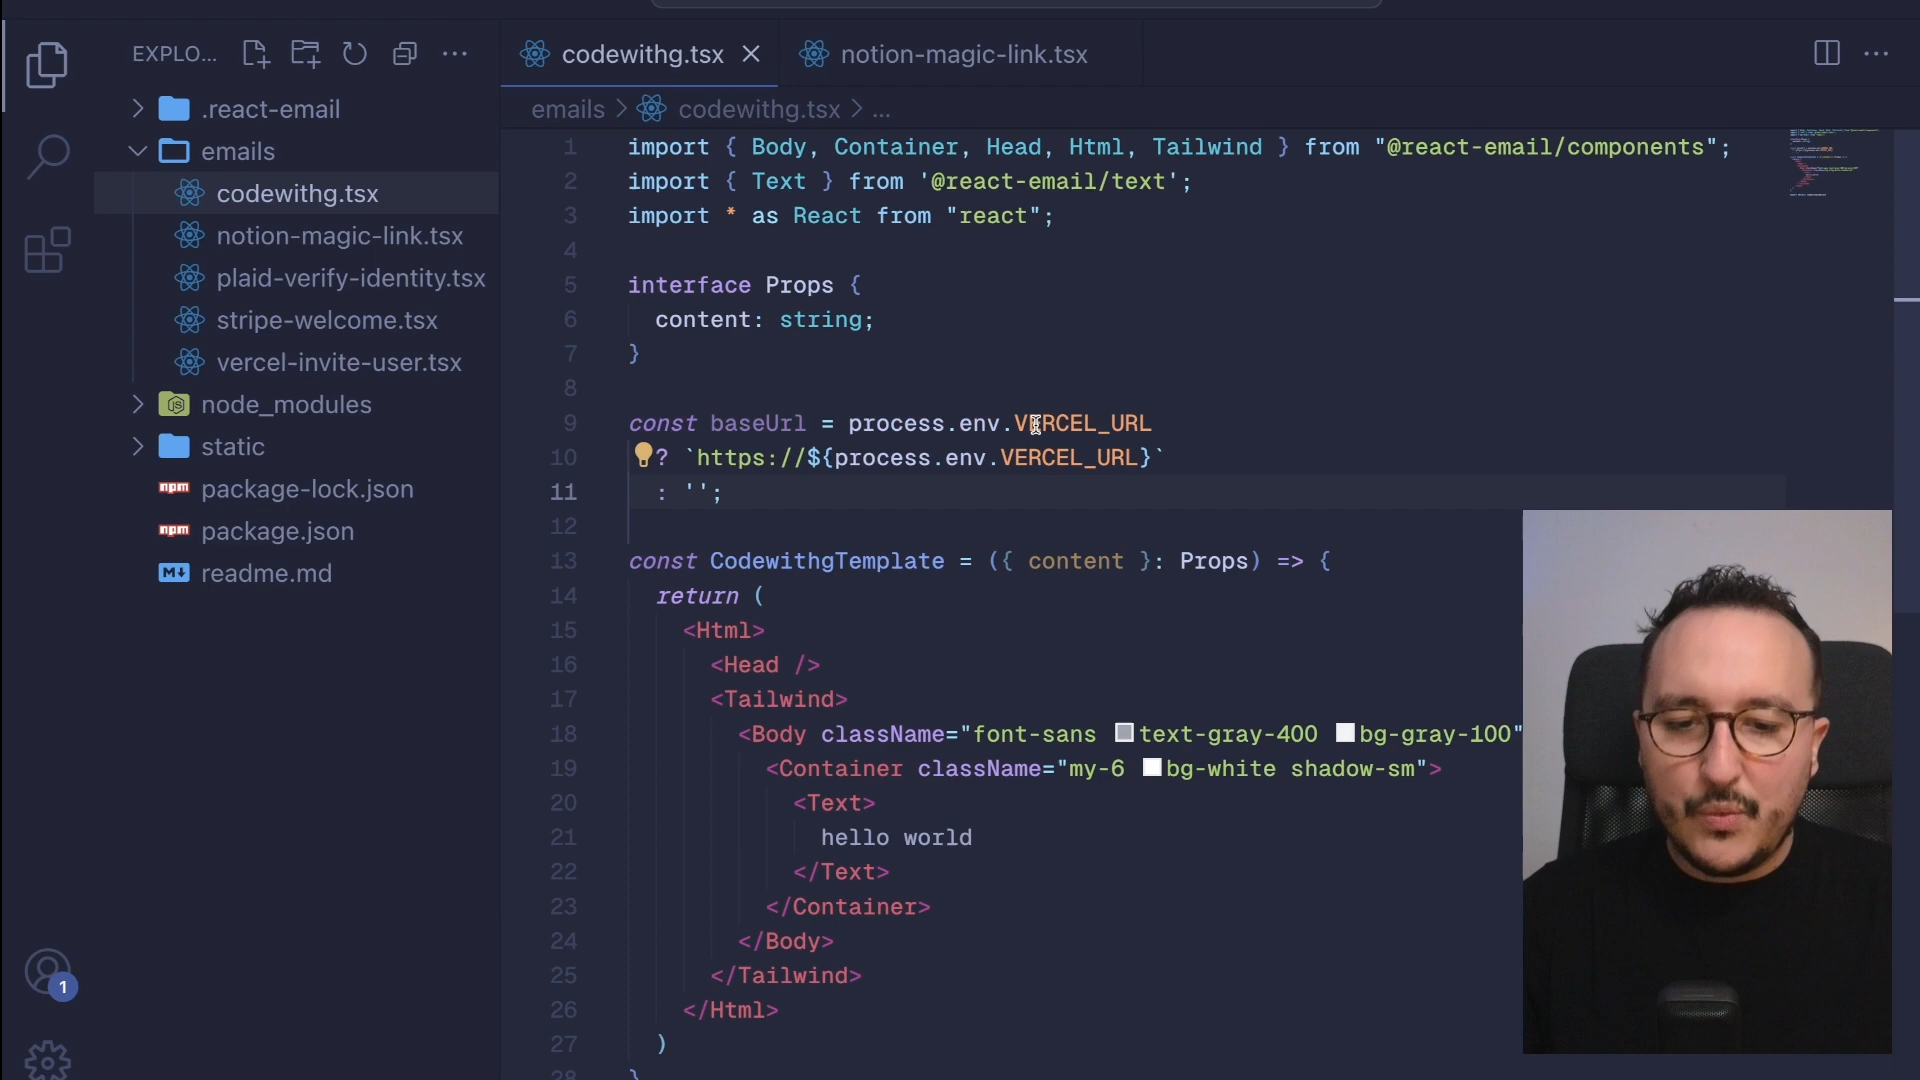 EXPLO...
.react-email
emails
codewithg.tsx
notion-magic-link.tsx
plaid-verify-identity.tsx
stripe-welcome.tsx
vercel-invite-user.tsx
node_modules
static
package-lock.json
package.json
readme.md
1
codewithg.tsx
notion-magic-link.tsx
emails > codewithg.tsx > ...
1 import { Body, Container, Head, Html, Tailwind } from "@react-email/components";
2 import { Text } from '@react-email/text';
3 import * as React from "react";
4
5 interface Props {
6 content: string;
7 }
8
9 const baseUrl = process.env.VERCEL_URL
10 ? `https://${process.env.VERCEL_URL}`
11 : '';
12
13 const CodewithgTemplate = ({ content }: Props) => {
14 return (
15 <Html>
16 <Head />
17 <Tailwind>
18 <Body className="font-sans text-gray-400 bg-gray-100"
19 <Container className="my-6 bg-white shadow-sm">
20 <Text>
21 hello world
22 </Text>
23 </Container>
24 </Body>
25 </Tailwind>
26 </Html>
27 )
28 }